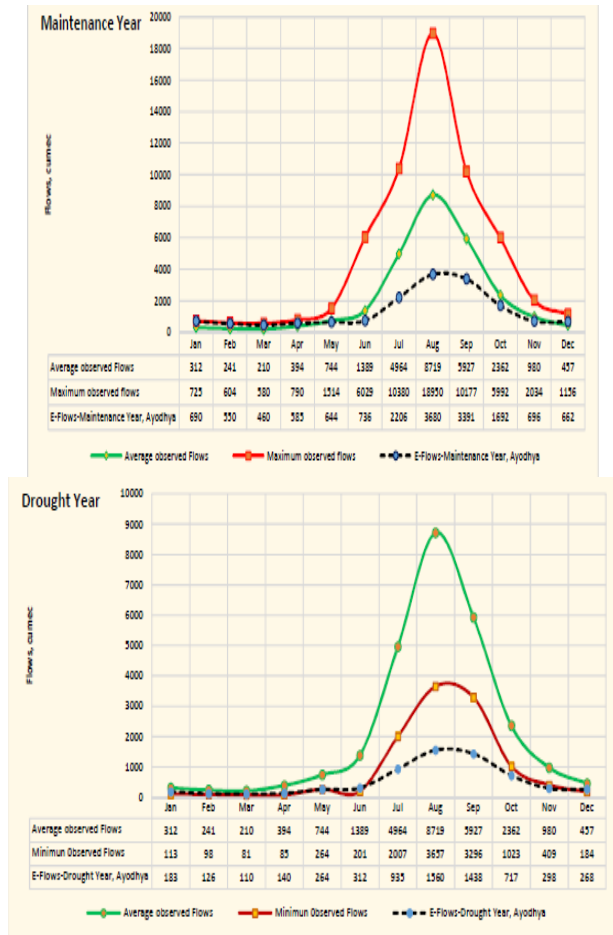 Maintenance Year
20000
18000
16000
14000
12000
10000
8000
6000
4000
2000
0
Flows, cumec
Jan Feb Mar Apr May Jun Jul Aug Sep Oct Nov Dec
Average observed Flows 312 241 210 394 744 1389 4964 8719 5927 2362 980 457
Maximum observed flows 725 604 580 790 1514 6029 10380 18950 10177 5992 2034 1156
E-Flows-Maintenance Year, Ayodhya 690 550 460 585 644 736 2206 3680 3391 1692 696 662
Average observed Flows Maximum observed flows E-Flows-Maintenance Year, Ayodhya
Drought Year
10000
9000
8000
7000
6000
5000
4000
3000
2000
1000
0
Flows, cumec
Jan Feb Mar Apr May Jun Jul Aug Sep Oct Nov Dec
Average observed Flows 312 241 210 394 744 1389 4964 8719 5927 2362 980 457
Minimun Observed Flows 113 98 81 85 264 201 2007 3657 3296 1023 409 184
E-Flows-Drought Year, Ayodhya 183 126 110 140 264 312 935 1560 1438 717 298 268
Average observed Flows Minimun Observed Flows E-Flows-Drought Year, Ayodhya